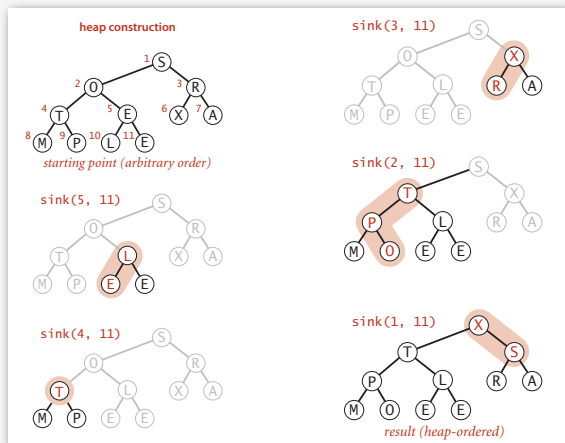 heap construction
1 S
2 O
3 R
4 T
5 E
6 X
7 A
8 M
9 P
10 L
11 E
starting point (arbitrary order)
sink(5, 11)
S
O R
T L X A
M P E E
sink(4, 11)
S
O R
T L X A
M P E E
sink(3, 11)
S
O X
T L R A
M P E E
sink(2, 11)
S
T X
P L R A
M O E E
sink(1, 11)
X
T S
P L R A
M O E E
result (heap-ordered)